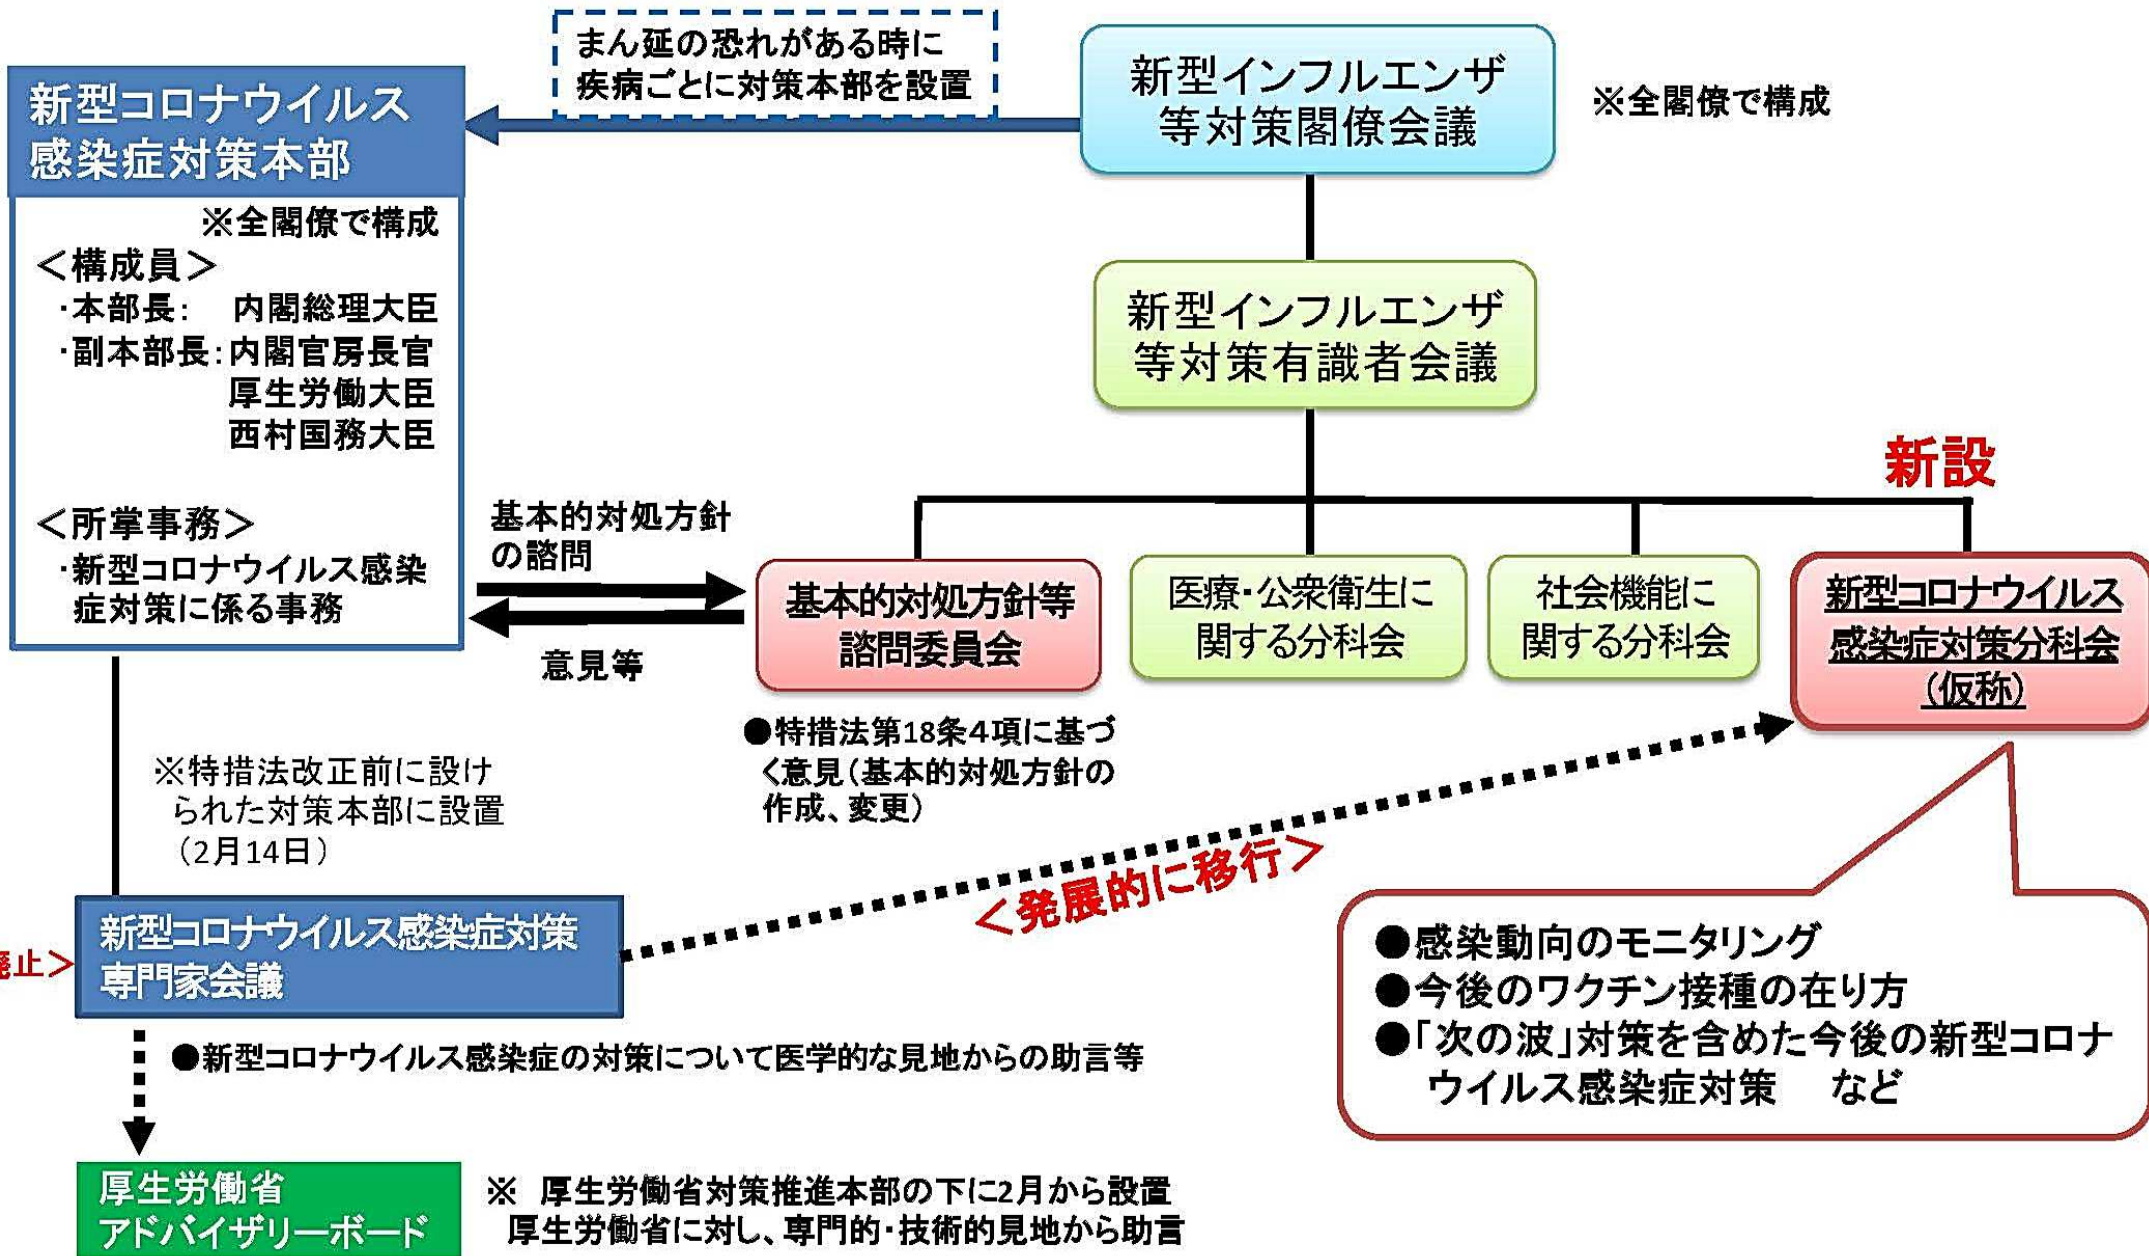 まん延の恐れがある時に
疾病ごとに対策本部を設置
新型インフルエンザ
等対策閣僚会議
※全閣僚で構成
新型コロナウイルス
感染症対策本部
※全閣僚で構成
＜構成員＞
・本部長： 内閣総理大臣
・副本部長：内閣官房長官
厚生労働大臣
西村国務大臣
＜所掌事務＞
・新型コロナウイルス感染
症対策に係る事務
新型インフルエンザ
等対策有識者会議
新設
基本的対処方針
の諮問
意見等
基本的対処方針等
諮問委員会
医療・公衆衛生に
関する分科会
社会機能に
関する分科会
新型コロナウイルス
感染症対策分科会
（仮称）
●特措法第18条4項に基づ
く意見（基本的対処方針の
作成、変更）
※特措法改正前に設け
られた対策本部に設置
（2月14日）
＜発展的に移行＞
新型コロナウイルス感染症対策
専門家会議
止＞
●新型コロナウイルス感染症の対策について医学的な見地からの助言等
●感染動向のモニタリング
●今後のワクチン接種の在り方
●「次の波」対策を含めた今後の新型コロナ
ウイルス感染症対策 など
厚生労働省
アドバイザリーボード
※ 厚生労働省対策推進本部の下に2月から設置
厚生労働省に対し、専門的・技術的見地から助言